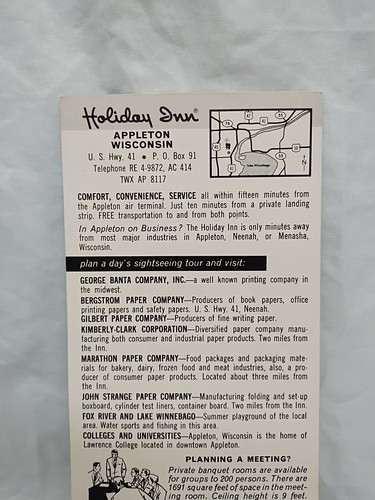 Holiday Inn®
APPLETON
WISCONSIN
U. S. Hwy. 41 • P. O. Box 91
Telephone RE 4-9872, AC 414
TWX AP 8117
COMFORT, CONVENIENCE, SERVICE all within fifteen minutes from
the Appleton air terminal. Just ten minutes from a private landing
strip. FREE transportation to and from both points.
In Appleton on Business? The Holiday Inn is only minutes away
from most major industries in Appleton, Neenah, or Menasha,
Wisconsin.
plan a day's sightseeing tour and visit:
GEORGE BANTA COMPANY, INC.—a well known printing company in
the midwest.
BERGSTROM PAPER COMPANY—Producers of book papers, office
printing papers and safety papers. U. S. Hwy. 41, Neenah.
GILBERT PAPER COMPANY—Producers of fine writing paper.
KIMBERLY-CLARK CORPORATION—Diversified paper company manu-
facturing both consumer and industrial paper products. Two miles from
the Inn.
MARATHON PAPER COMPANY—Food packages and packaging mate-
rials for bakery, dairy, frozen food and meat industries, also, a pro-
ducer of consumer paper products. Located about three miles from
the Inn.
JOHN STRANGE PAPER COMPANY—Manufacturing folding and set-up
boxboard, cylinder test liners, container board. Two miles from the Inn.
FOX RIVER AND LAKE WINNEBAGO—Summer playground of the local
area. Water sports and fishing in this area.
COLLEGES AND UNIVERSITIES—Appleton, Wisconsin is the home of
Lawrence College located in downtown Appleton.
PLANNING A MEETING?
Private banquet rooms are available
for groups to 200 persons. There are
1691 square feet of space in the meet-
ing room. Ceiling height is 9 feet.